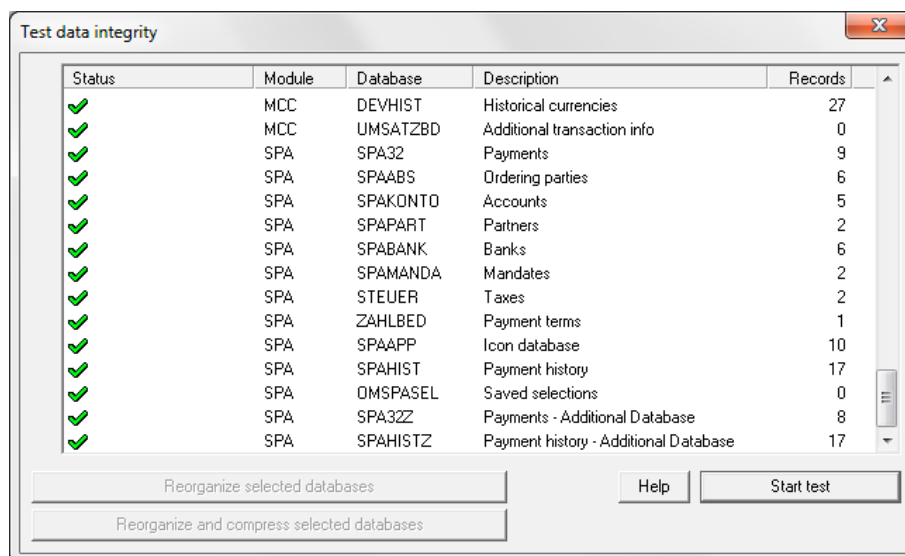 Test data integrity
Status Module Database Description Records
MCC DEVHIST Historical currencies 27
MCC UMSATZBD Additional transaction info 0
SPA SPA32 Payments 9
SPA SPAABS Ordering parties 6
SPA SPAKONTO Accounts 5
SPA SPAPART Partners 2
SPA SPABANK Banks 6
SPA SPAMANDA Mandates 2
SPA STEUER Taxes 2
SPA ZAHLBED Payment terms 1
SPA SPAAPP Icon database 10
SPA SPAHIST Payment history 17
SPA OMSPASEL Saved selections 0
SPA SPA32Z Payments - Additional Database 8
SPA SPAHISTZ Payment history - Additional Database 17
Reorganize selected databases Help Start test
Reorganize and compress selected databases